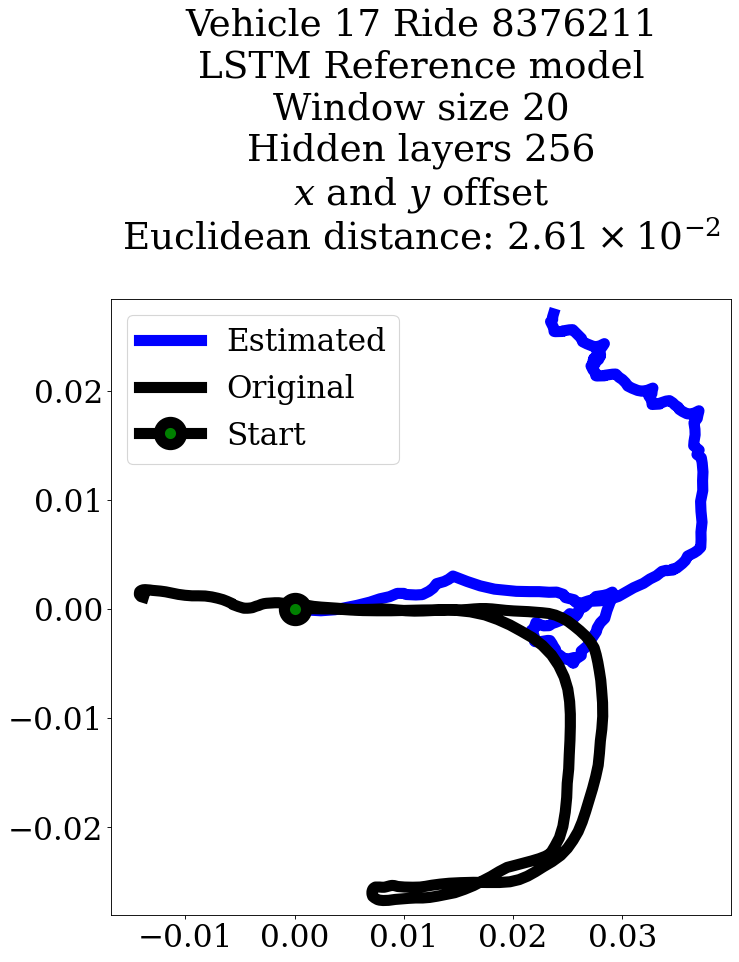 Vehicle 17 Ride 8376211
LSTM Reference model
Window size 20
Hidden layers 256
x and y offset
Euclidean distance: 2.61 × 10⁻²
Estimated
Original
Start
0.02
0.01
0.00
−0.01
−0.02
−0.01 0.00 0.01 0.02 0.03